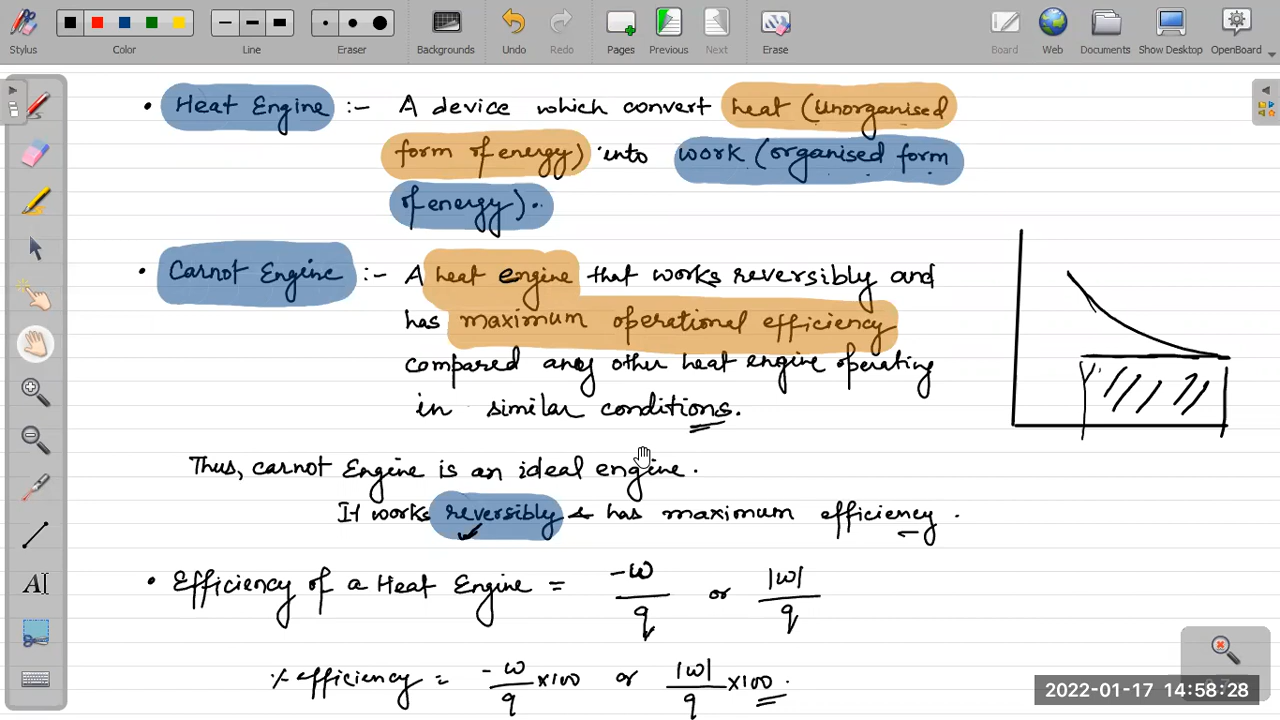 Stylus Color Line Eraser Backgrounds Undo Redo Pages Previous Next Erase Board Web Documents Show Desktop OpenBoard
• Heat Engine :- A device which convert heat (unorganised
form of energy) into work (organised form
of energy).
• Carnot Engine :- A heat engine that works reversibly and
has maximum operational efficiency
compared any other heat engine operating
in similar conditions.
Thus, carnot Engine is an ideal engine.
It works reversibly & has maximum efficiency.
• Efficiency of a Heat Engine = -w/q or |w|/q
% efficiency = -w/q ×100 or |w|/q ×100.
2022-01-17 14:58:28